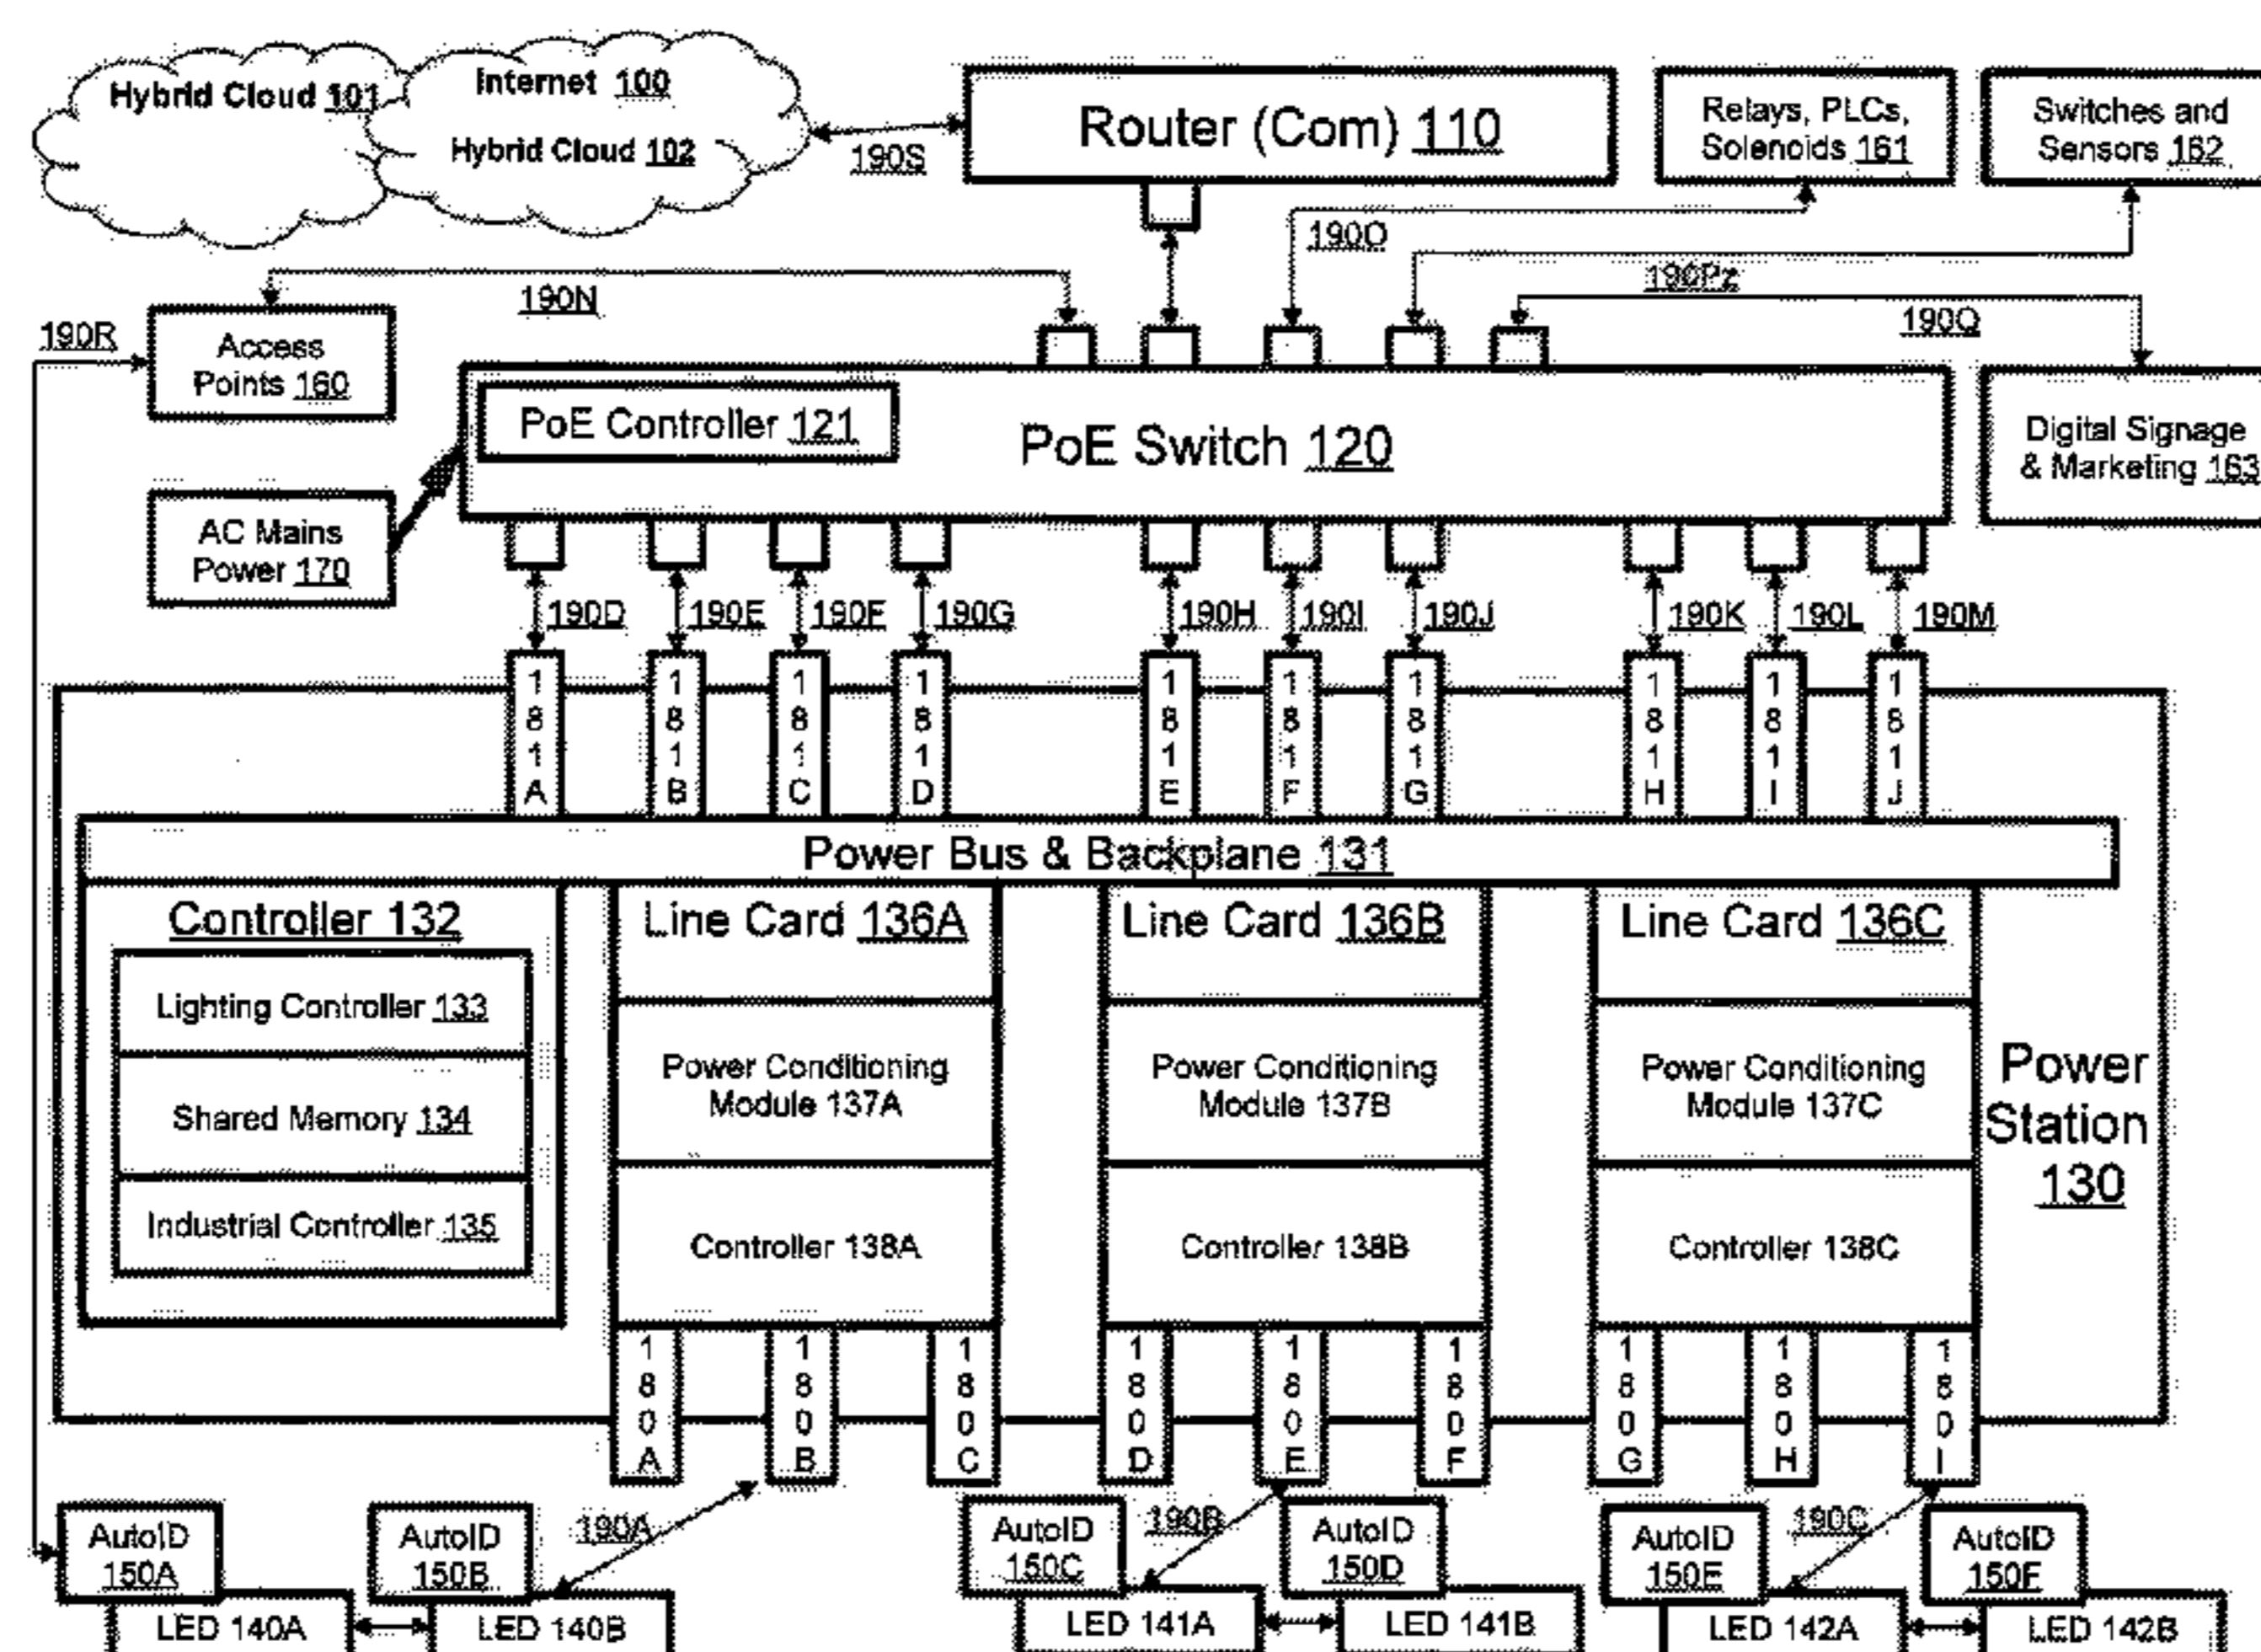 Hybrid Cloud 101
Internet 100
Hybrid Cloud 102
190S
Router (Com) 110
Relays, PLCs,
Solenoids 161
Switches and
Sensors 162
190O
190Pz
190N
190Q
190R
Access
Points 160
PoE Controller 121
PoE Switch 120
Digital Signage
& Marketing 163
AC Mains
Power 170
190D
190E
190F
190G
190H
190I
190J
190K
190L
190M
181A
181B
181C
181D
181E
181F
181G
181H
181I
181J
Power Bus & Backplane 131
Controller 132
Lighting Controller 133
Shared Memory 134
Industrial Controller 135
Line Card 136A
Power Conditioning
Module 137A
Controller 138A
Line Card 136B
Power Conditioning
Module 137B
Controller 138B
Line Card 136C
Power Conditioning
Module 137C
Controller 138C
Power
Station
130
180A
180B
180C
180D
180E
180F
180G
180H
180I
190A
190B
190C
AutoID
150A
AutoID
150B
AutoID
150C
AutoID
150D
AutoID
150E
AutoID
150F
LED 140A
LED 140B
LED 141A
LED 141B
LED 142A
LED 142B